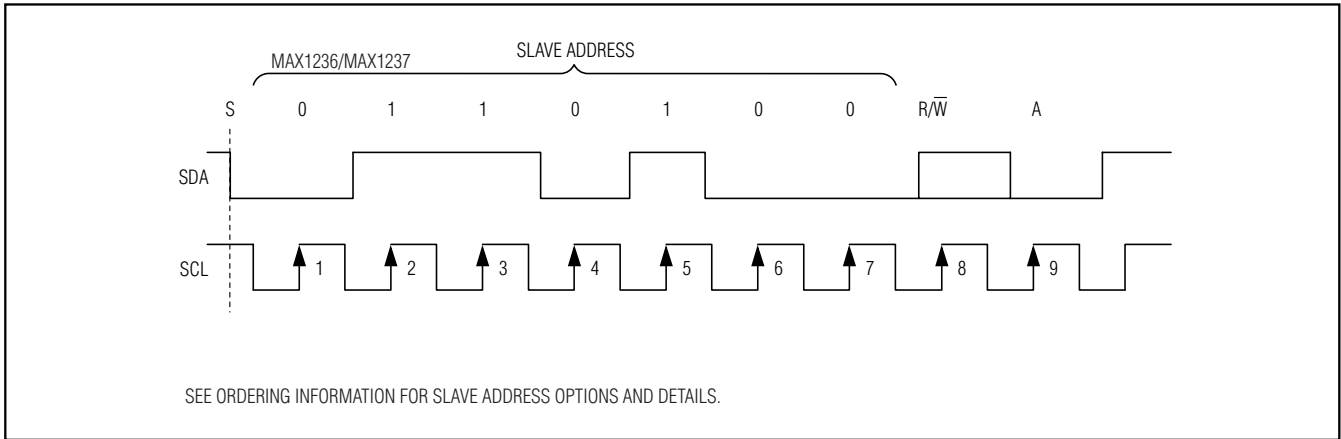 SLAVE ADDRESS
MAX1236/MAX1237
S 0 1 1 0 1 0 0 R/W̅ A
SDA
SCL 1 2 3 4 5 6 7 8 9
SEE ORDERING INFORMATION FOR SLAVE ADDRESS OPTIONS AND DETAILS.